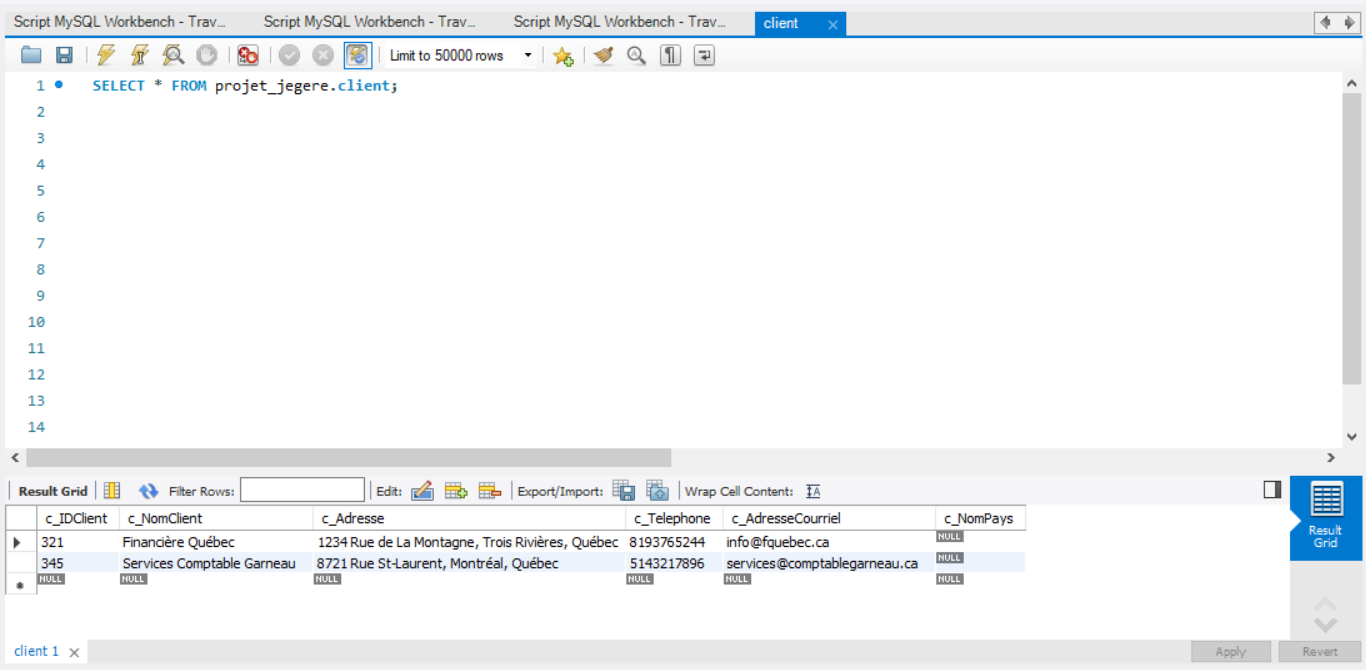 Script MySQL Workbench - Trav... Script MySQL Workbench - Trav... Script MySQL Workbench - Trav... client
Limit to 50000 rows
1 SELECT * FROM projet_jegere.client;
2
3
4
5
6
7
8
9
10
11
12
13
14
Result Grid Filter Rows: Edit: Export/Import: Wrap Cell Content:
c_IDClient c_NomClient c_Adresse c_Telephone c_AdresseCourriel c_NomPays
321 Financière Québec 1234 Rue de La Montagne, Trois Rivières, Québec 8193765244 info@fquebec.ca NULL
345 Services Comptable Garneau 8721 Rue St-Laurent, Montréal, Québec 5143217896 services@comptablegarneau.ca NULL
NULL NULL NULL NULL NULL NULL
Result
Grid
client 1 Apply Revert